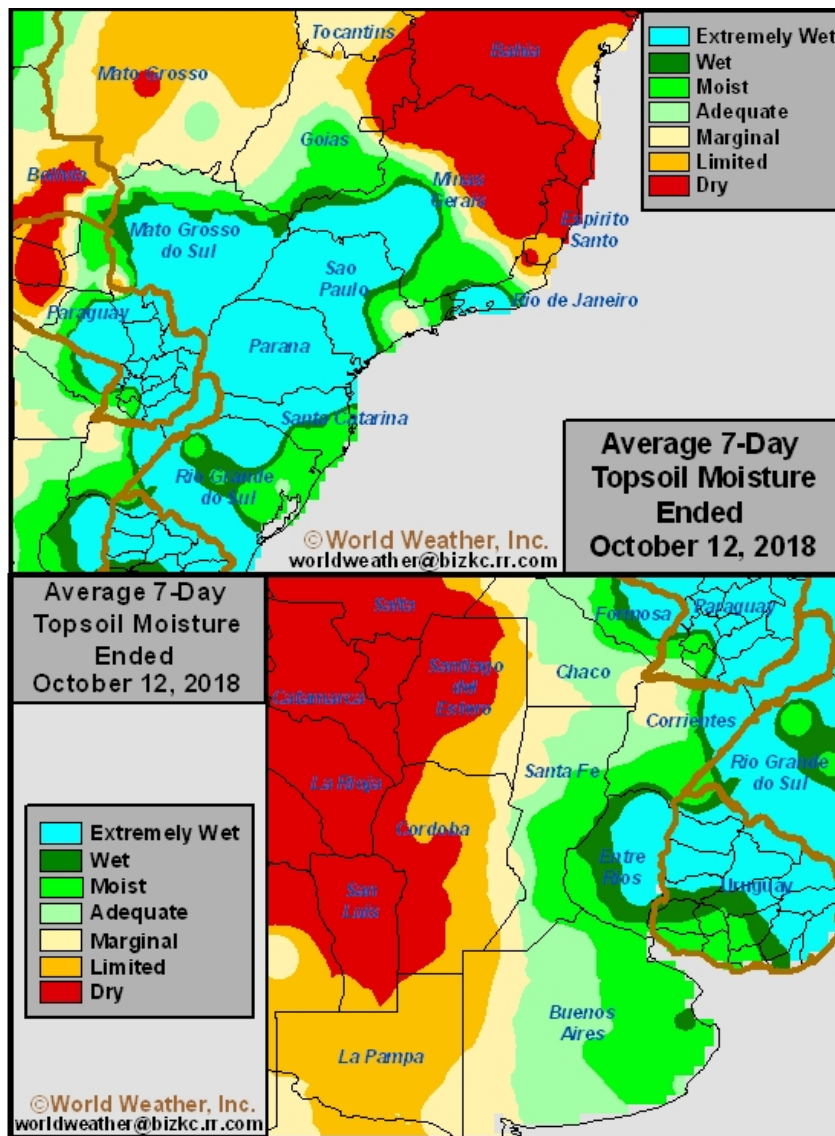 Tocantins
Bahia
Mato Grosso
Goias
Bolivia
Minas
Gerais
Mato Grosso
do Sul
Espirito
Santo
Sao
Paulo
Rio de Janeiro
Paraguay
Parana
Santa Catarina
Rio Grande
do Sul
Extremely Wet
Wet
Moist
Adequate
Marginal
Limited
Dry
Average 7-Day
Topsoil Moisture
Ended
October 12, 2018
©World Weather, Inc.
worldweather@bizkc.rr.com
Average 7-Day
Topsoil Moisture
Ended
October 12, 2018
Salta
Formosa
Paraguay
Santiago
del
Estero
Chaco
Catamarca
Corrientes
La Rioja
Santa Fe
Rio Grande
do Sul
Cordoba
Entre
Rios
Uruguay
San
Luis
Buenos
Aires
La Pampa
Extremely Wet
Wet
Moist
Adequate
Marginal
Limited
Dry
©World Weather, Inc.
worldweather@bizkc.rr.com